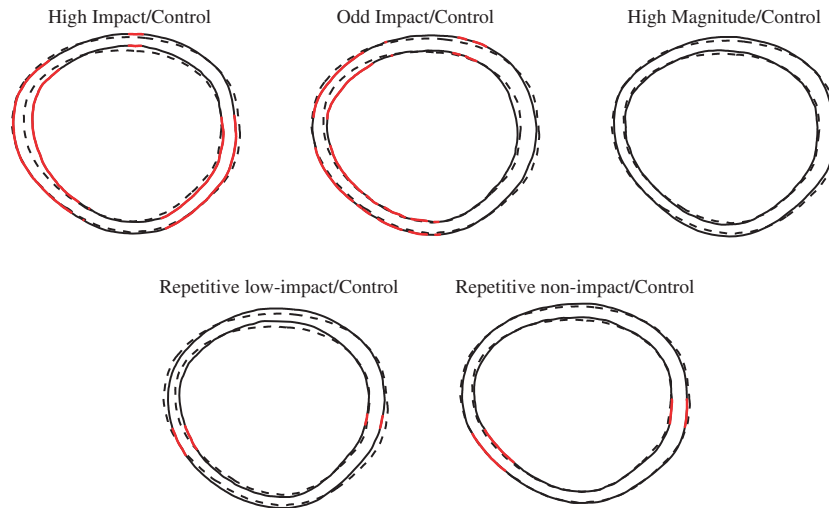 High Impact/Control
Odd Impact/Control
High Magnitude/Control
Repetitive low-impact/Control
Repetitive non-impact/Control